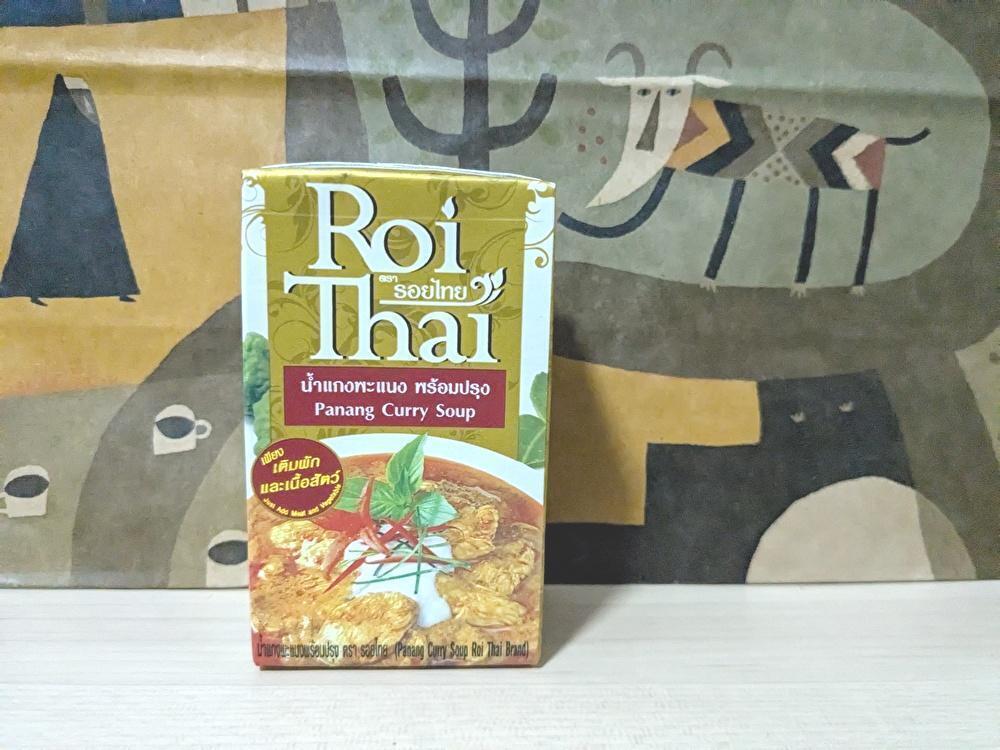 Roi
ตรา รอยไทย
Thai
น้ำแกงพะแนง พร้อมปรุง
Panang Curry Soup
เพียง
เติมผัก
และเนื้อสัตว์
Just Add Meat and Vegetable
น้ำแกงพะแนงพร้อมปรุง ตรา รอยไทย (Panang Curry Soup Roi Thai Brand)